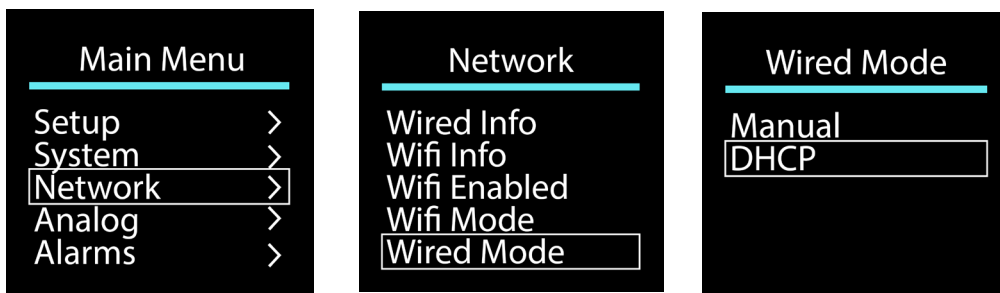 Main Menu
Setup >
System >
Network >
Analog >
Alarms >
Network
Wired Info
Wifi Info
Wifi Enabled
Wifi Mode
Wired Mode
Wired Mode
Manual
DHCP